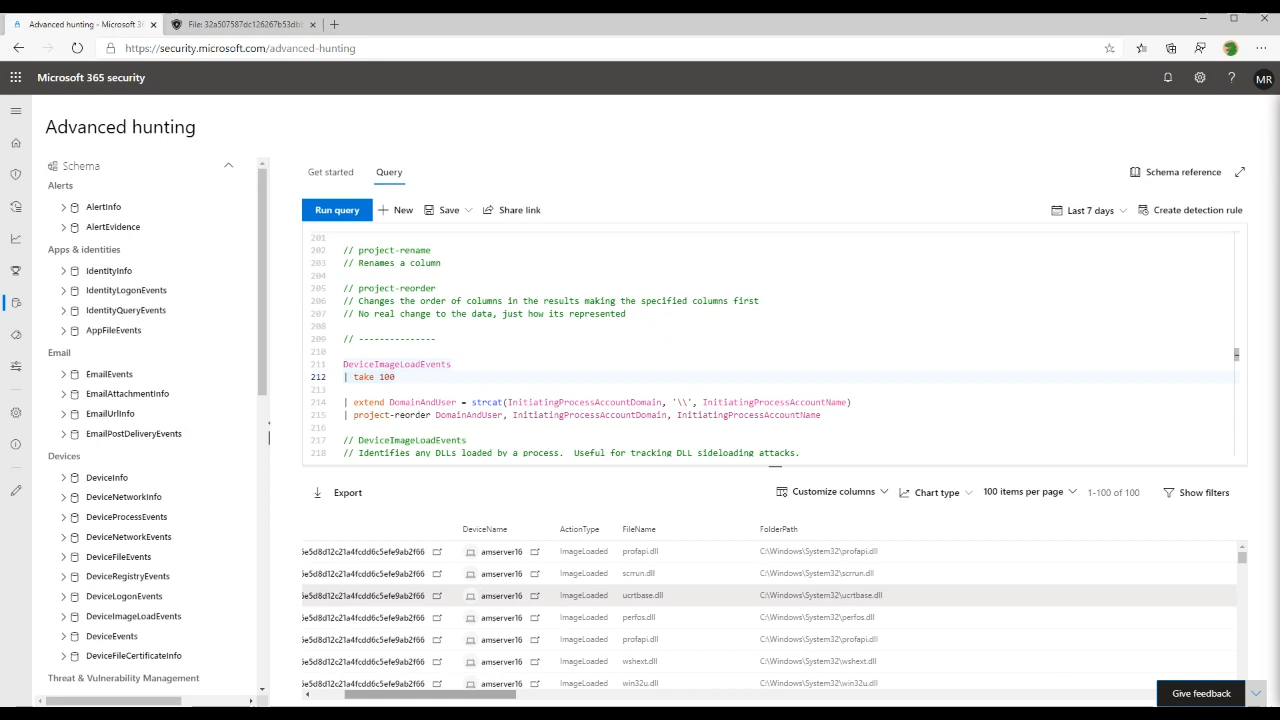 Advanced hunting - Microsoft 365
File: 32a507587dc126267b53dbb
https://security.microsoft.com/advanced-hunting
Microsoft 365 security
MR
Advanced hunting
Schema
Alerts
AlertInfo
AlertEvidence
Apps & identities
IdentityInfo
IdentityLogonEvents
IdentityQueryEvents
AppFileEvents
Email
EmailEvents
EmailAttachmentInfo
EmailUrlInfo
EmailPostDeliveryEvents
Devices
DeviceInfo
DeviceNetworkInfo
DeviceProcessEvents
DeviceNetworkEvents
DeviceFileEvents
DeviceRegistryEvents
DeviceLogonEvents
DeviceImageLoadEvents
DeviceEvents
DeviceFileCertificateInfo
Threat & Vulnerability Management
Get started Query
Schema reference
Run query New Save Share link
Last 7 days Create detection rule
201
202 // project-rename
203 // Renames a column
204
205 // project-reorder
206 // Changes the order of columns in the results making the specified columns first
207 // No real change to the data, just how its represented
208
209 // ---------------
210
211 DeviceImageLoadEvents
212 | take 100
213
214 | extend DomainAndUser = strcat(InitiatingProcessAccountDomain, '\\', InitiatingProcessAccountName)
215 | project-reorder DomainAndUser, InitiatingProcessAccountDomain, InitiatingProcessAccountName
216
217 // DeviceImageLoadEvents
218 // Identifies any DLLs loaded by a process.  Useful for tracking DLL sideloading attacks.
Export
Customize columns Chart type 100 items per page 1-100 of 100 Show filters
DeviceName ActionType FileName FolderPath
6e5d8d12c21a4fcdd6c5efe9ab2f66 amserver16 ImageLoaded profapi.dll C:\Windows\System32\profapi.dll
6e5d8d12c21a4fcdd6c5efe9ab2f66 amserver16 ImageLoaded scrrun.dll C:\Windows\System32\scrrun.dll
6e5d8d12c21a4fcdd6c5efe9ab2f66 amserver16 ImageLoaded ucrtbase.dll C:\Windows\System32\ucrtbase.dll
6e5d8d12c21a4fcdd6c5efe9ab2f66 amserver16 ImageLoaded perfos.dll C:\Windows\System32\perfos.dll
6e5d8d12c21a4fcdd6c5efe9ab2f66 amserver16 ImageLoaded profapi.dll C:\Windows\System32\profapi.dll
6e5d8d12c21a4fcdd6c5efe9ab2f66 amserver16 ImageLoaded wshext.dll C:\Windows\System32\wshext.dll
6e5d8d12c21a4fcdd6c5efe9ab2f66 amserver16 ImageLoaded win32u.dll C:\Windows\System32\win32u.dll
Give feedback